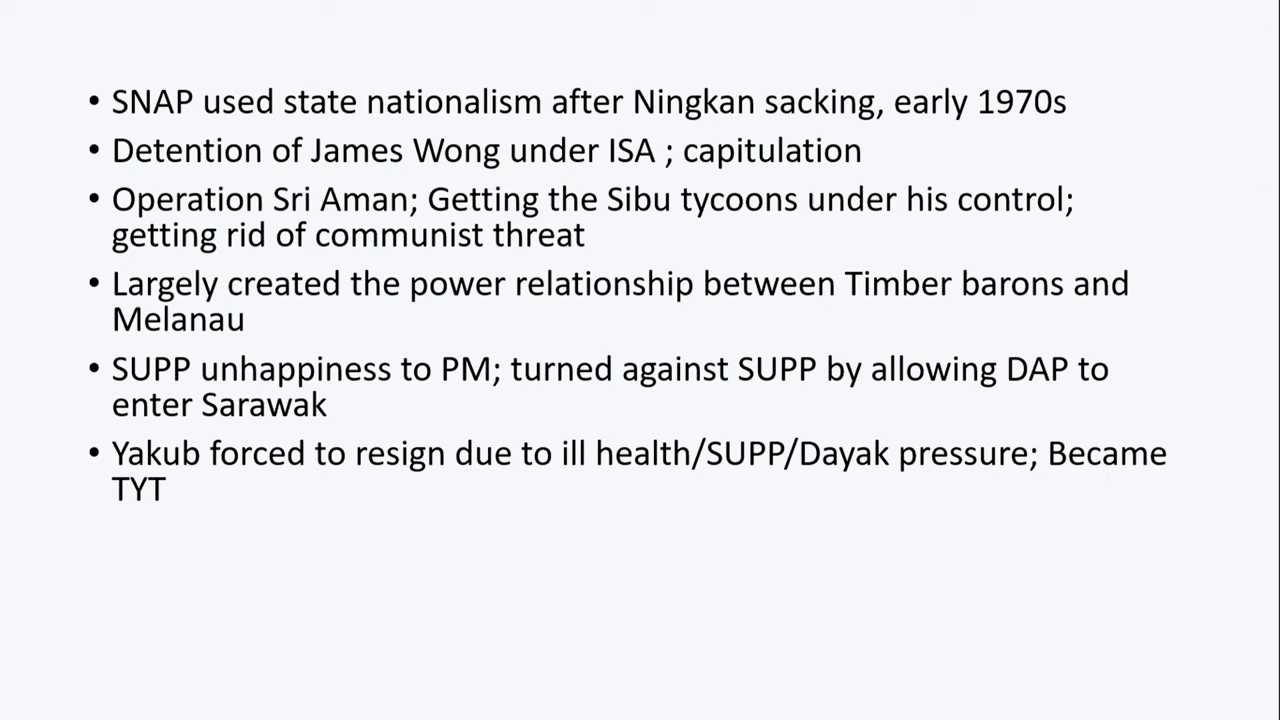 • SNAP used state nationalism after Ningkan sacking, early 1970s
• Detention of James Wong under ISA ; capitulation
• Operation Sri Aman; Getting the Sibu tycoons under his control;
getting rid of communist threat
• Largely created the power relationship between Timber barons and
Melanau
• SUPP unhappiness to PM; turned against SUPP by allowing DAP to
enter Sarawak
• Yakub forced to resign due to ill health/SUPP/Dayak pressure; Became
TYT